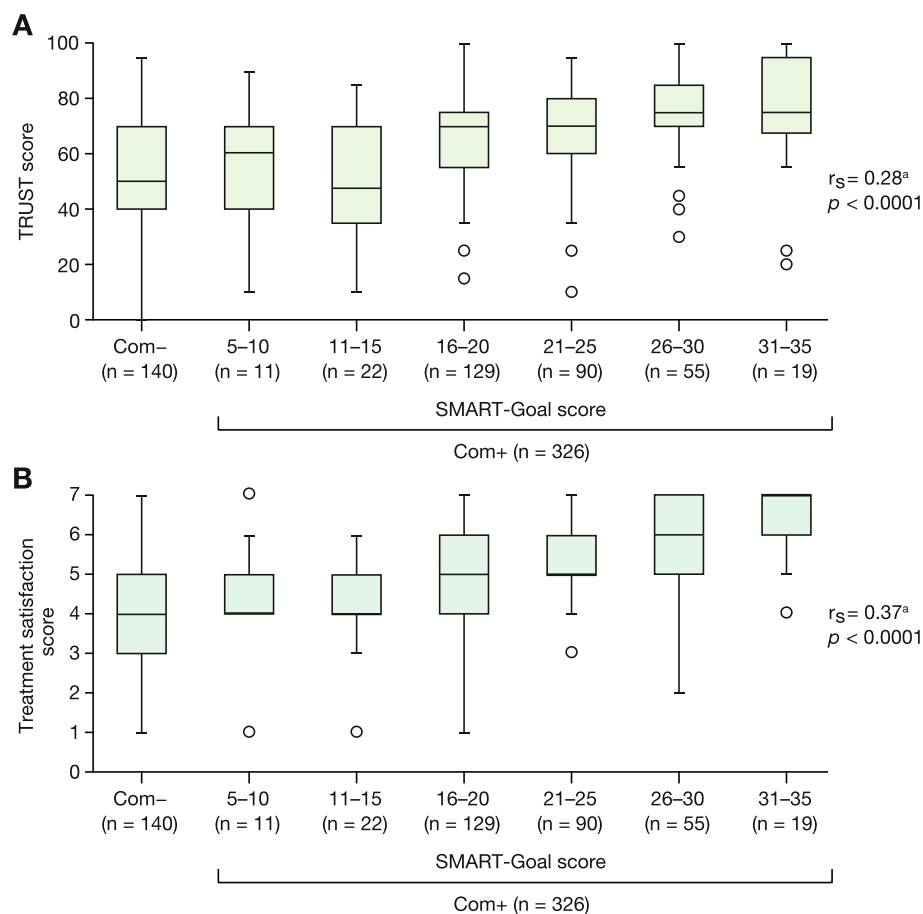 A
100
80
60
40
20
0
TRUST score
Com–
(n = 140)
5–10
(n = 11)
11–15
(n = 22)
16–20
(n = 129)
21–25
(n = 90)
26–30
(n = 55)
31–35
(n = 19)
rS= 0.28a
p < 0.0001
SMART-Goal score
Com+ (n = 326)
B
7
6
5
4
3
2
1
0
Treatment satisfaction
score
Com–
(n = 140)
5–10
(n = 11)
11–15
(n = 22)
16–20
(n = 129)
21–25
(n = 90)
26–30
(n = 55)
31–35
(n = 19)
rS= 0.37a
p < 0.0001
SMART-Goal score
Com+ (n = 326)